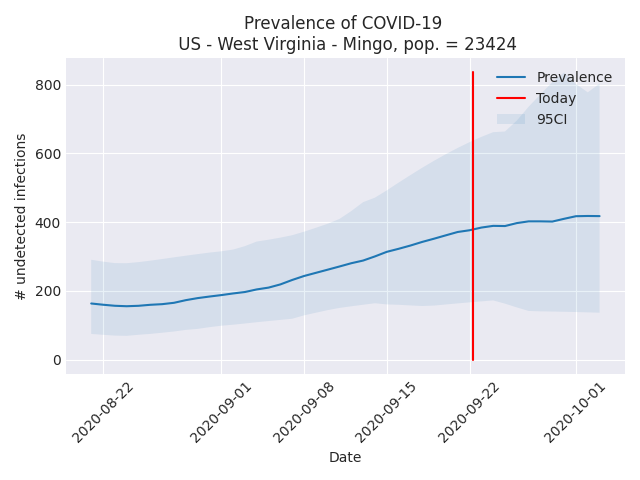 Prevalence of COVID-19
US - West Virginia - Mingo, pop. = 23424
Prevalence
Today
95CI
# undetected infections
800
600
400
200
0
2020-08-22
2020-09-01
2020-09-08
2020-09-15
2020-09-22
2020-10-01
Date